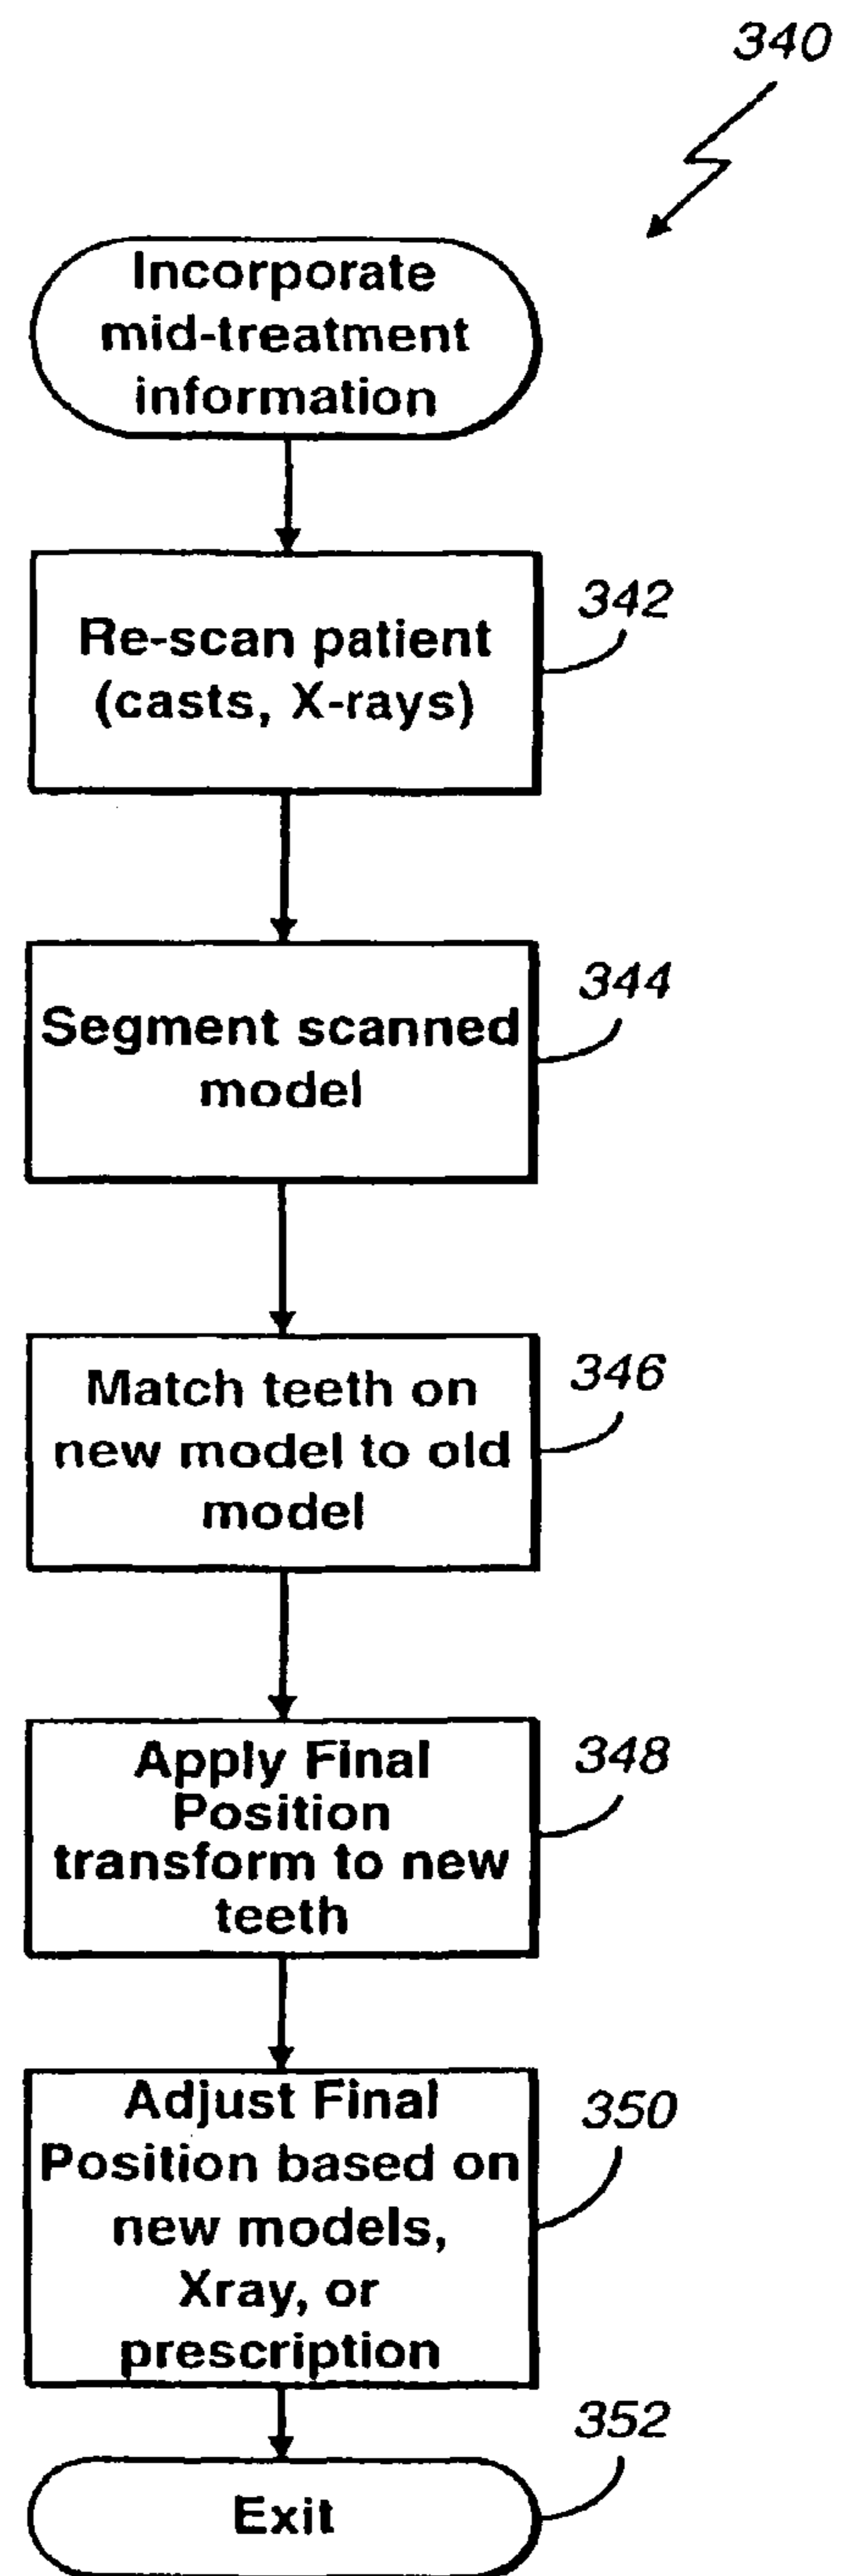 340
Incorporate
mid-treatment
information
Re-scan patient
(casts, X-rays)
342
Segment scanned
model
344
Match teeth on
new model to old
model
346
Apply Final
Position
transform to new
teeth
348
Adjust Final
Position based on
new models,
Xray, or
prescription
350
Exit
352